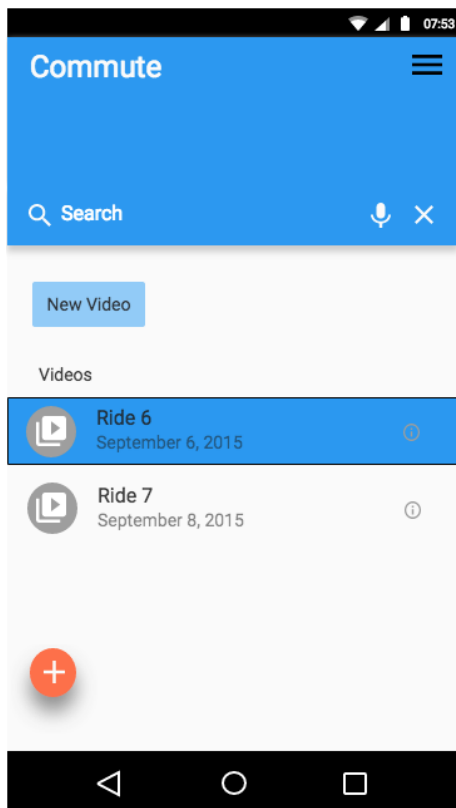 07:53
Commute
Search
New Video
Videos
Ride 6
September 6, 2015
Ride 7
September 8, 2015